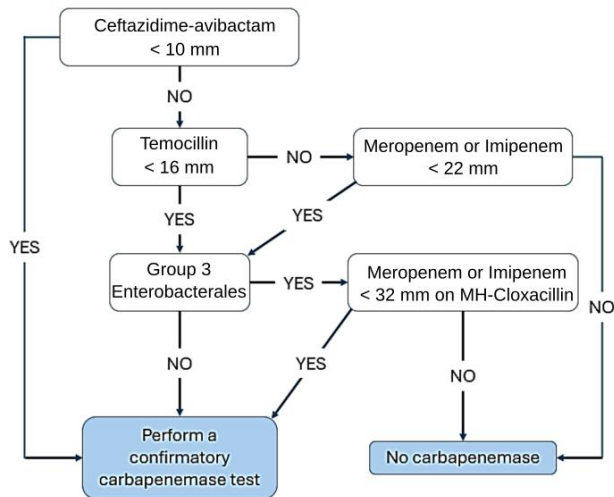 Ceftazidime-avibactam
< 10 mm
NO
Temocillin
< 16 mm
NO
Meropenem or Imipenem
< 22 mm
YES
YES
YES
NO
Group 3
Enterobacterales
YES
Meropenem or Imipenem
< 32 mm on MH-Cloxacillin
NO
YES
NO
Perform a
confirmatory
carbapenemase test
No carbapenemase